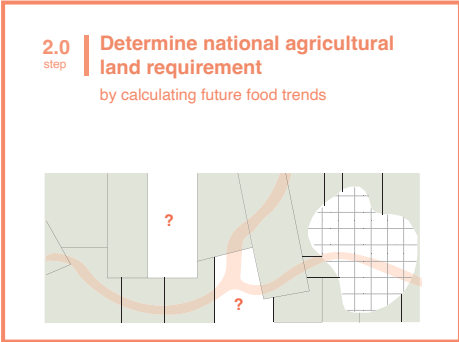 2.0
step
Determine national agricultural
land requirement
by calculating future food trends
?
?